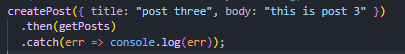 createPost({ title: "post three", body: "this is post 3" })
.then(getPosts)
.catch(err => console.log(err));